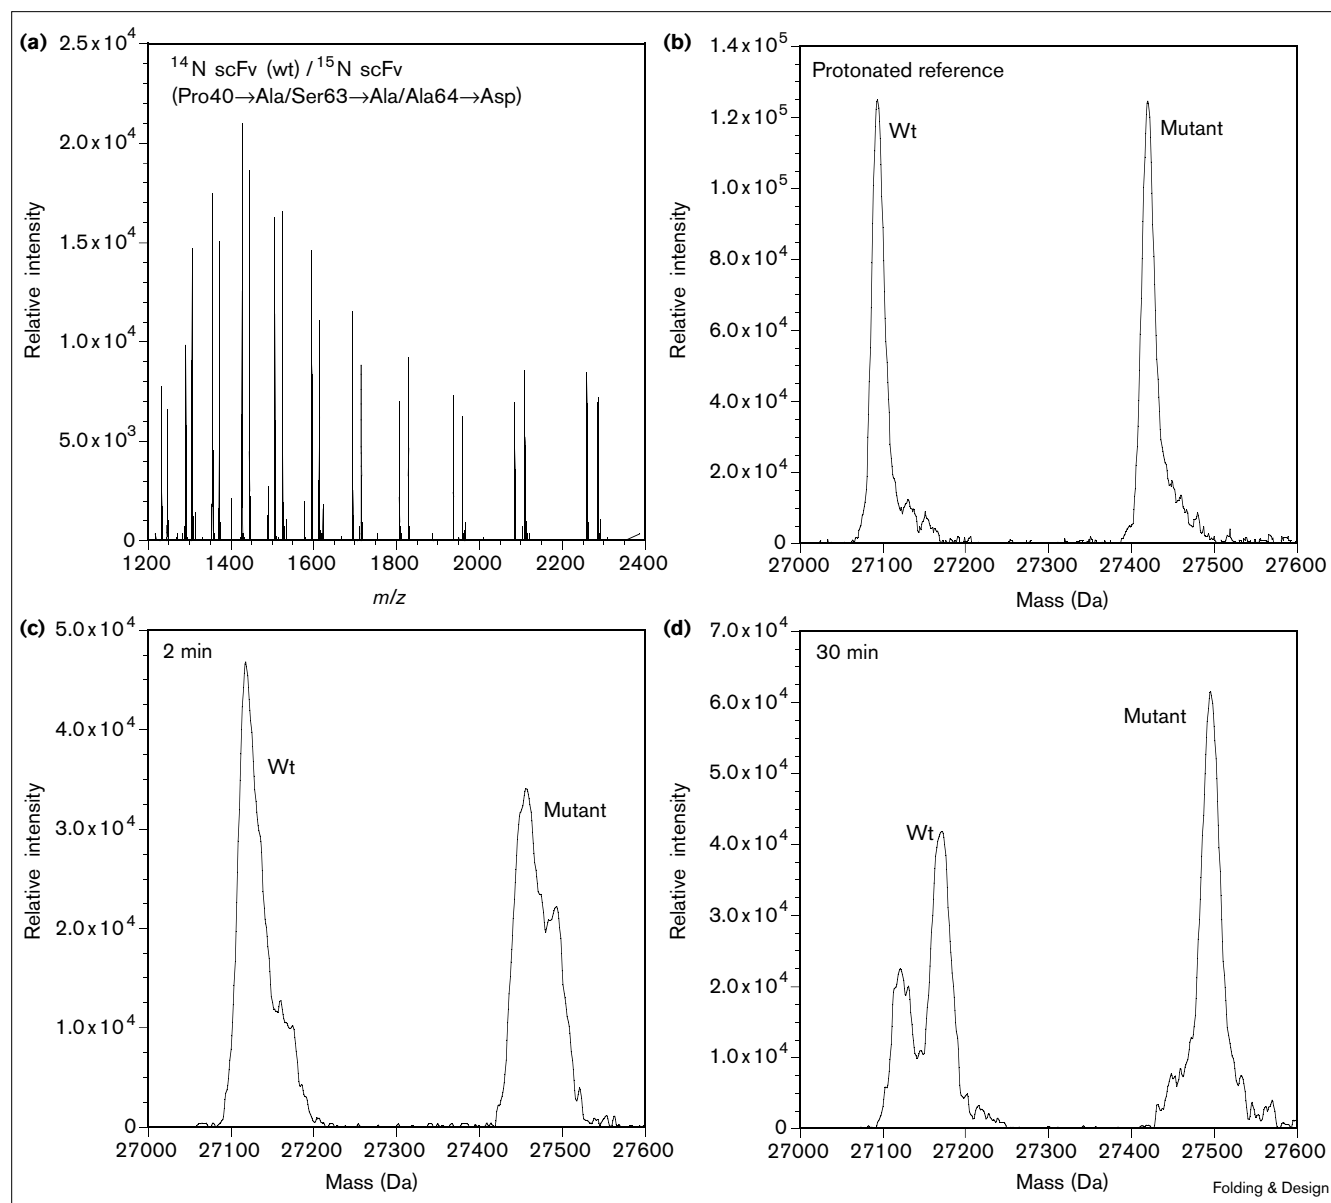 (a)
2.5x10⁴
2.0x10⁴
1.5x10⁴
1.0x10⁴
5.0x10³
0
Relative intensity
¹⁴N scFv (wt) / ¹⁵N scFv
(Pro40→Ala/Ser63→Ala/Ala64→Asp)
1200 1400 1600 1800 2000 2200 2400
m/z
(b)
1.4x10⁵
1.2x10⁵
1.0x10⁵
8.0x10⁴
6.0x10⁴
4.0x10⁴
2.0x10⁴
0
Relative intensity
Protonated reference
Wt
Mutant
27000 27100 27200 27300 27400 27500 27600
Mass (Da)
(c)
5.0x10⁴
4.0x10⁴
3.0x10⁴
2.0x10⁴
1.0x10⁴
0
Relative intensity
2 min
Wt
Mutant
27000 27100 27200 27300 27400 27500 27600
Mass (Da)
(d)
7.0x10⁴
6.0x10⁴
5.0x10⁴
4.0x10⁴
3.0x10⁴
2.0x10⁴
1.0x10⁴
0
Relative intensity
30 min
Wt
Mutant
27000 27100 27200 27300 27400 27500 27600
Mass (Da)
Folding & Design